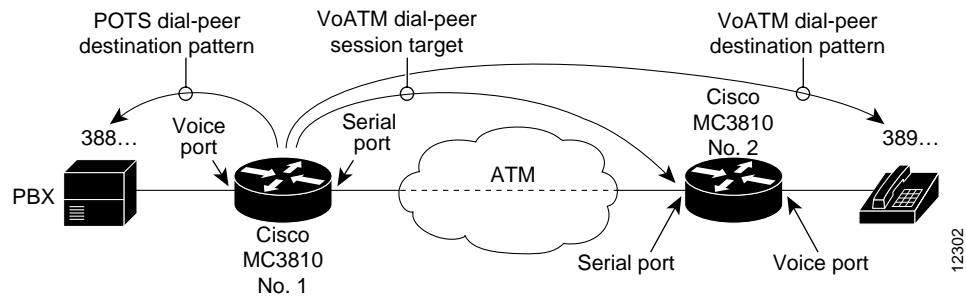 POTS dial-peer
destination pattern
VoATM dial-peer
session target
VoATM dial-peer
destination pattern
388…
Voice
port
Serial
port
Cisco
MC3810
No. 2
389…
PBX
ATM
Cisco
MC3810
No. 1
Serial port
Voice port
12302